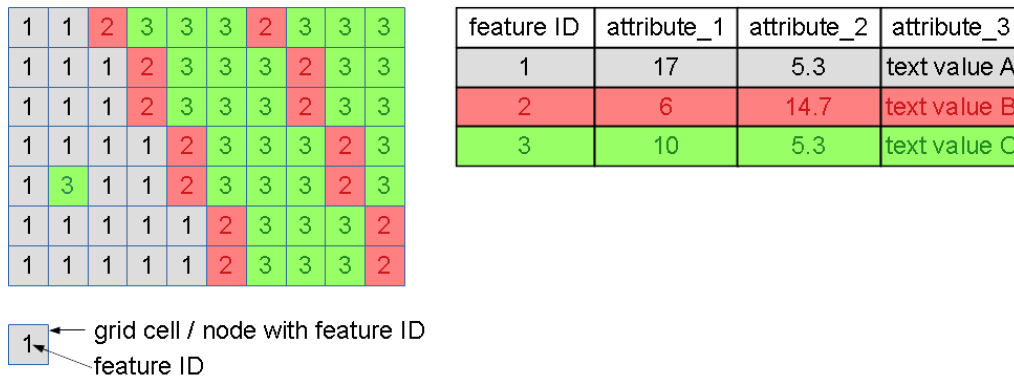 1 1 2 3 3 3 2 3 3 3
1 1 1 2 3 3 3 2 3 3
1 1 1 2 3 3 3 2 3 3
1 1 1 1 2 3 3 3 2 3
1 3 1 1 2 3 3 3 2 3
1 1 1 1 1 2 3 3 3 2
1 1 1 1 1 2 3 3 3 2
1
grid cell / node with feature ID
feature ID
feature ID attribute_1 attribute_2 attribute_3
1 17 5.3 text value A
2 6 14.7 text value B
3 10 5.3 text value C